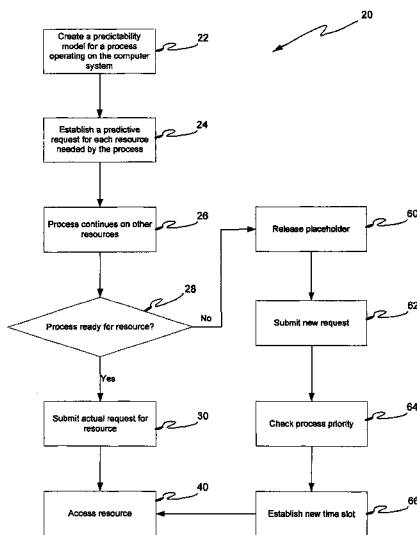 20
Create a predictability
model for a process
operating on the computer
system
22
Establish a predictive
request for each resource
needed by the process
24
Process continues on other
resources
26
Process ready for resource?
28
No
Yes
Submit actual request for
resource
30
Access resource
40
Release placeholder
60
Submit new request
62
Check process priority
64
Establish new time slot
66